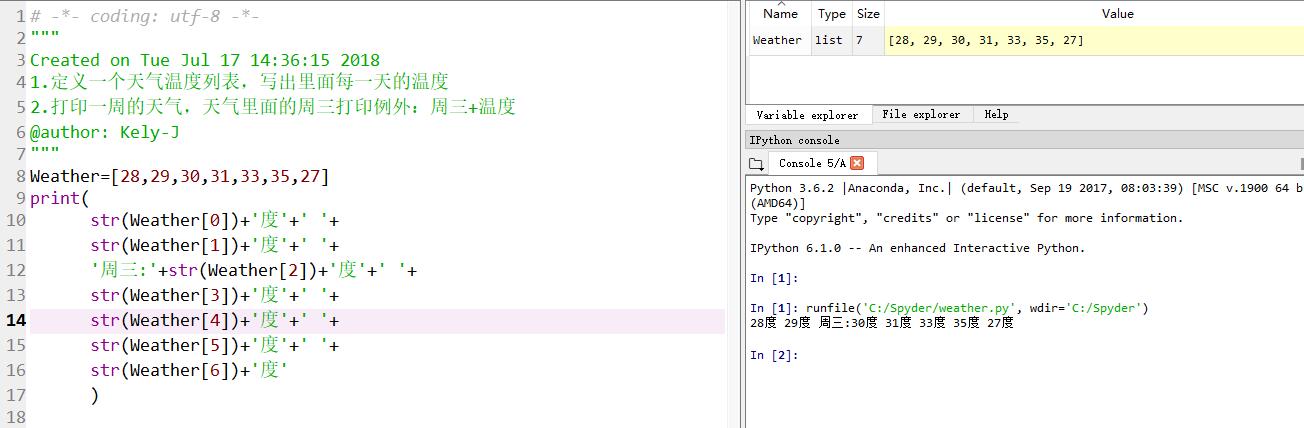 1 # -*- coding: utf-8 -*-
2 """
3 Created on Tue Jul 17 14:36:15 2018
4 1.定义一个天气温度列表，写出里面每一天的温度
5 2.打印一周的天气，天气里面的周三打印例外：周三+温度
6 @author: Kely-J
7 """
8 Weather=[28,29,30,31,33,35,27]
9 print(
10 str(Weather[0])+'度'+' '+
11 str(Weather[1])+'度'+' '+
12 '周三:'+str(Weather[2])+'度'+' '+
13 str(Weather[3])+'度'+' '+
14 str(Weather[4])+'度'+' '+
15 str(Weather[5])+'度'+' '+
16 str(Weather[6])+'度'
17 )
18
Name Type Size Value
Weather list 7 [28, 29, 30, 31, 33, 35, 27]
Variable explorer File explorer Help
IPython console
Console 5/A
Python 3.6.2 |Anaconda, Inc.| (default, Sep 19 2017, 08:03:39) [MSC v.1900 64 b
(AMD64)]
Type "copyright", "credits" or "license" for more information.
IPython 6.1.0 -- An enhanced Interactive Python.
In [1]:
In [1]: runfile('C:/Spyder/weather.py', wdir='C:/Spyder')
28度 29度 周三:30度 31度 33度 35度 27度
In [2]: